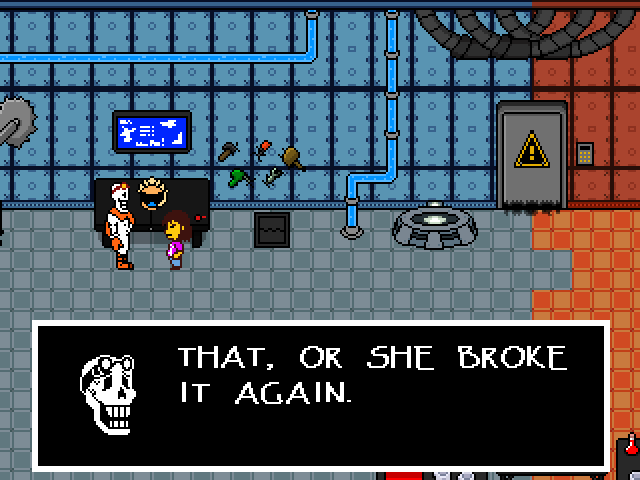 THAT, OR SHE BROKE
IT AGAIN.